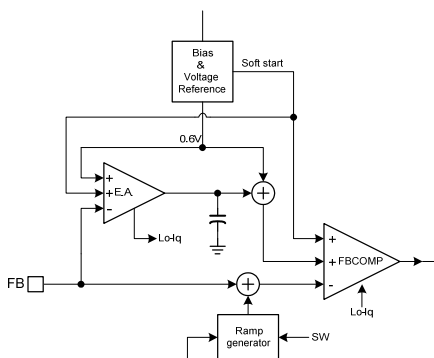 Bias
&
Voltage
Reference
Soft start
0.6V
+
+ E.A.
-
+
Lo-Iq
+
+ FBCOMP
-
FB
+
Lo-Iq
Ramp
generator
SW